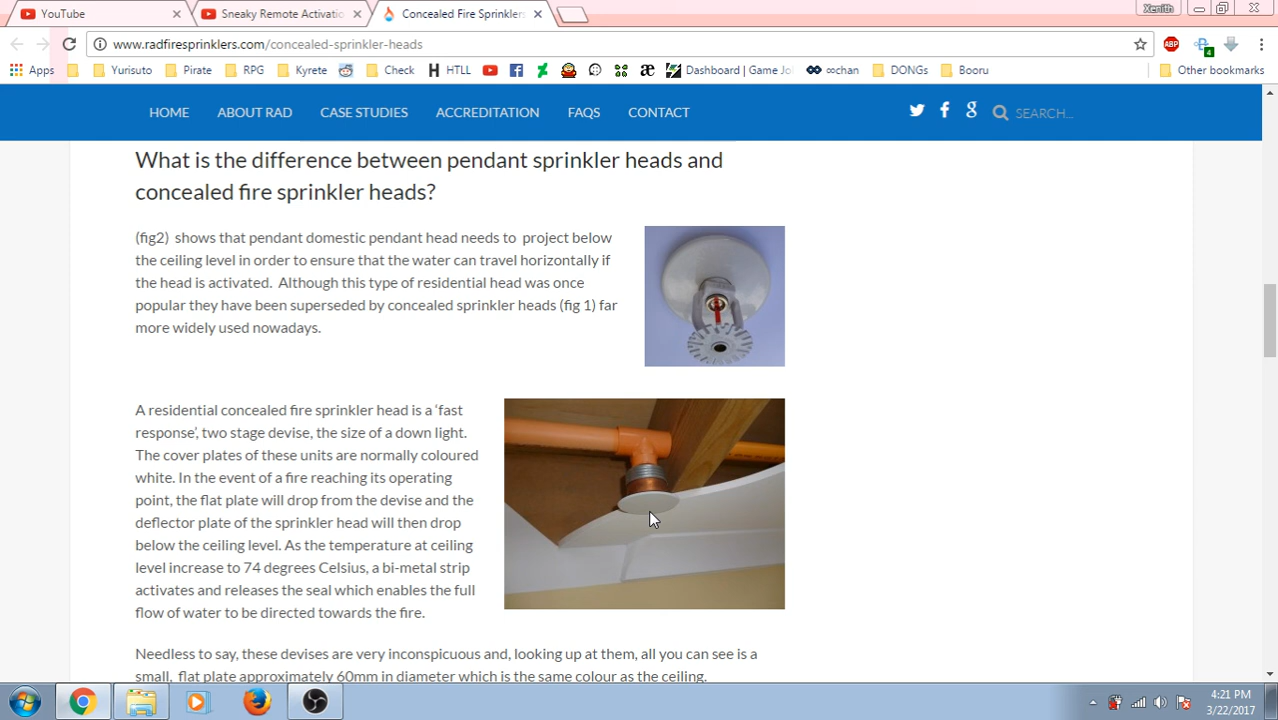 YouTube
Sneaky Remote Activatio
Concealed Fire Sprinklers
Xenith
www.radfiresprinklers.com/concealed-sprinkler-heads
ABP
4
Apps
Yurisuto
Pirate
RPG
Kyrete
Check
H HTLL
æ
Dashboard | Game Jo
∞chan
DONGs
Booru
Other bookmarks
HOME
ABOUT RAD
CASE STUDIES
ACCREDITATION
FAQS
CONTACT
SEARCH...
What is the difference between pendant sprinkler heads and
concealed fire sprinkler heads?
(fig2) shows that pendant domestic pendant head needs to project below
the ceiling level in order to ensure that the water can travel horizontally if
the head is activated. Although this type of residential head was once
popular they have been superseded by concealed sprinkler heads (fig 1) far
more widely used nowadays.
A residential concealed fire sprinkler head is a 'fast
response', two stage devise, the size of a down light.
The cover plates of these units are normally coloured
white. In the event of a fire reaching its operating
point, the flat plate will drop from the devise and the
deflector plate of the sprinkler head will then drop
below the ceiling level. As the temperature at ceiling
level increase to 74 degrees Celsius, a bi-metal strip
activates and releases the seal which enables the full
flow of water to be directed towards the fire.
Needless to say, these devises are very inconspicuous and, looking up at them, all you can see is a
small, flat plate approximately 60mm in diameter which is the same colour as the ceiling.
4:21 PM
3/22/2017